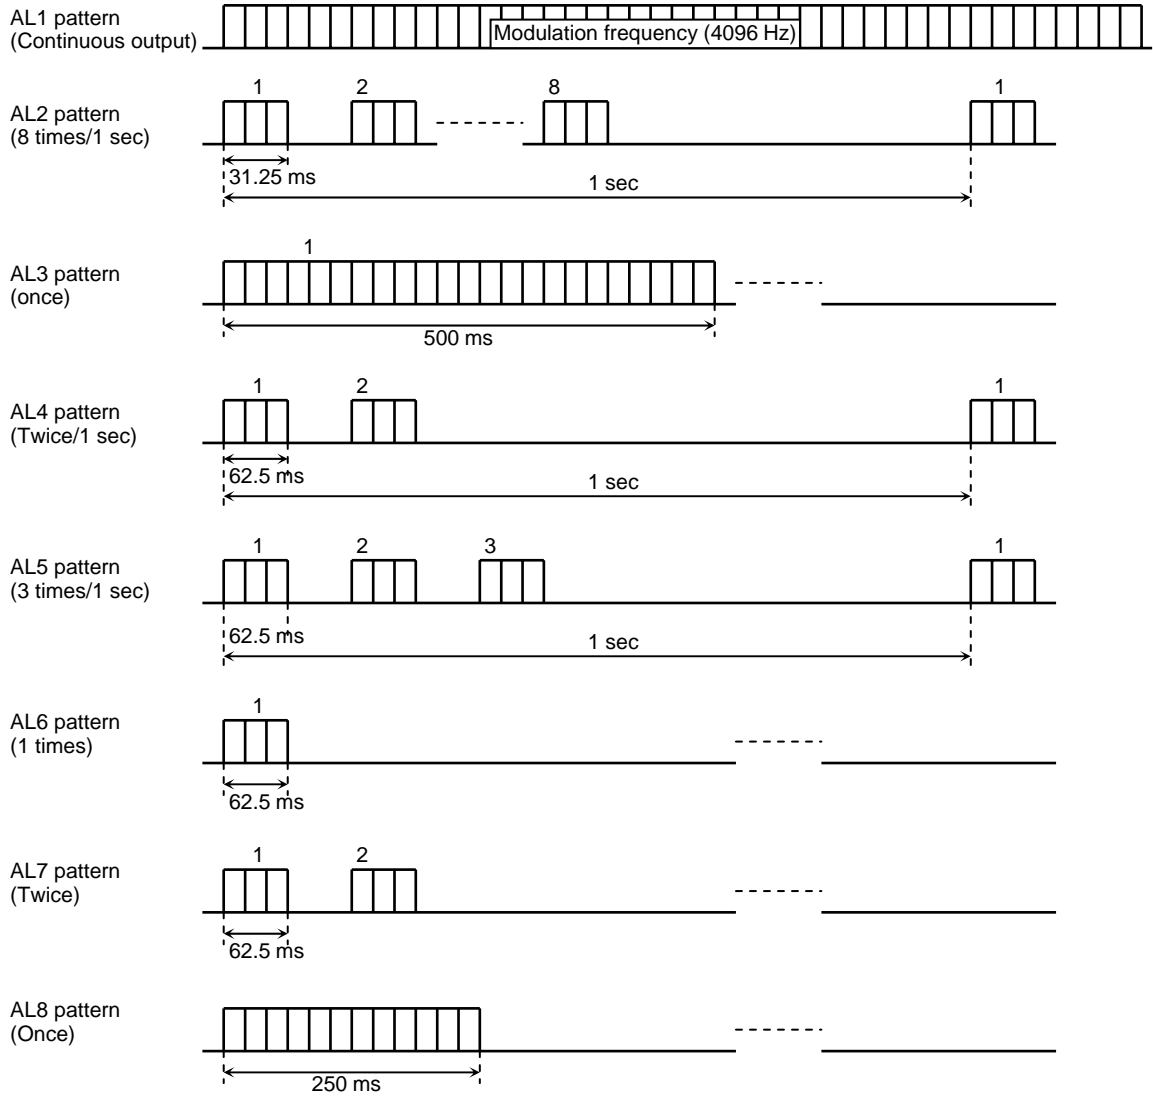 AL1 pattern
(Continuous output)
Modulation frequency (4096 Hz)
1 2 8 1
AL2 pattern
(8 times/1 sec)
31.25 ms
1 sec
1
AL3 pattern
(once)
500 ms
1 2 1
AL4 pattern
(Twice/1 sec)
62.5 ms
1 sec
1 2 3 1
AL5 pattern
(3 times/1 sec)
62.5 ms
1 sec
1
AL6 pattern
(1 times)
62.5 ms
1 2
AL7 pattern
(Twice)
62.5 ms
AL8 pattern
(Once)
250 ms